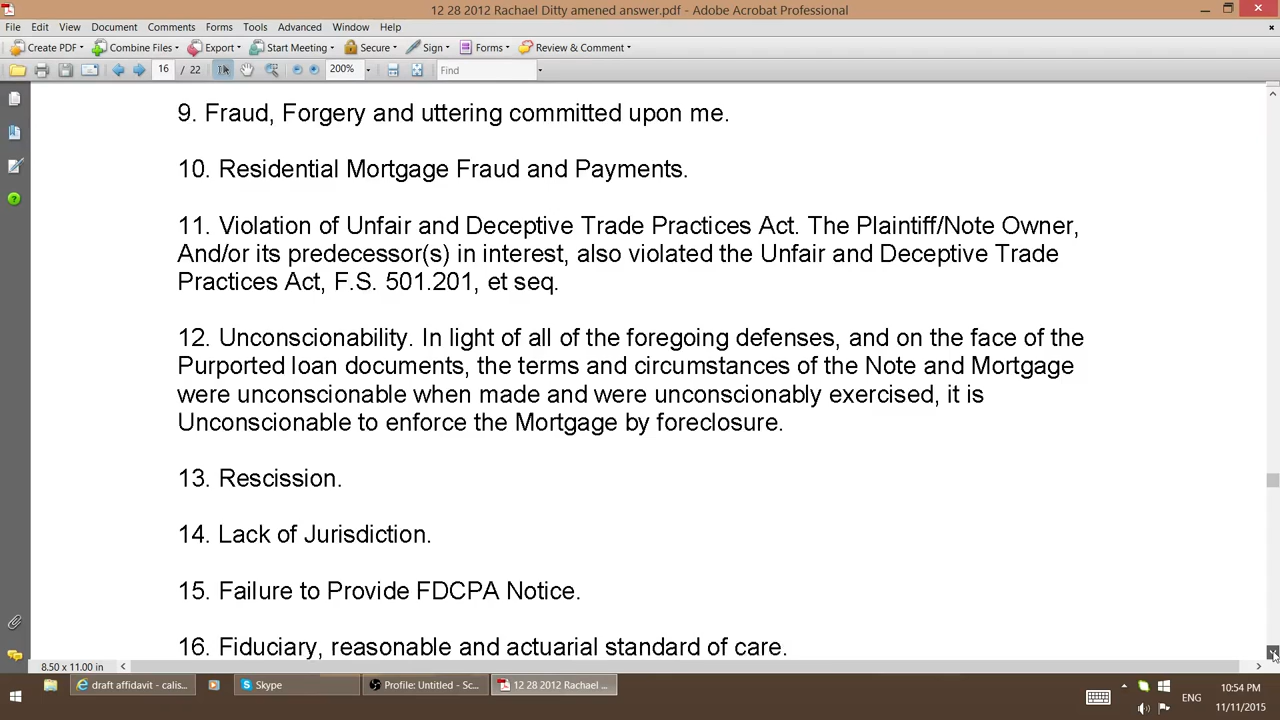 12 28 2012 Rachael Ditty amened answer.pdf - Adobe Acrobat Professional
File Edit View Document Comments Forms Tools Advanced Window Help
Create PDF Combine Files Export Start Meeting Secure Sign Forms Review & Comment
16 / 22 200% Find
9. Fraud, Forgery and uttering committed upon me.
10. Residential Mortgage Fraud and Payments.
11. Violation of Unfair and Deceptive Trade Practices Act. The Plaintiff/Note Owner,
And/or its predecessor(s) in interest, also violated the Unfair and Deceptive Trade
Practices Act, F.S. 501.201, et seq.
12. Unconscionability. In light of all of the foregoing defenses, and on the face of the
Purported loan documents, the terms and circumstances of the Note and Mortgage
were unconscionable when made and were unconscionably exercised, it is
Unconscionable to enforce the Mortgage by foreclosure.
13. Rescission.
14. Lack of Jurisdiction.
15. Failure to Provide FDCPA Notice.
16. Fiduciary, reasonable and actuarial standard of care.
8.50 x 11.00 in
draft affidavit - calis... Skype Profile: Untitled - Sc... 12 28 2012 Rachael ... ENG 10:54 PM
11/11/2015